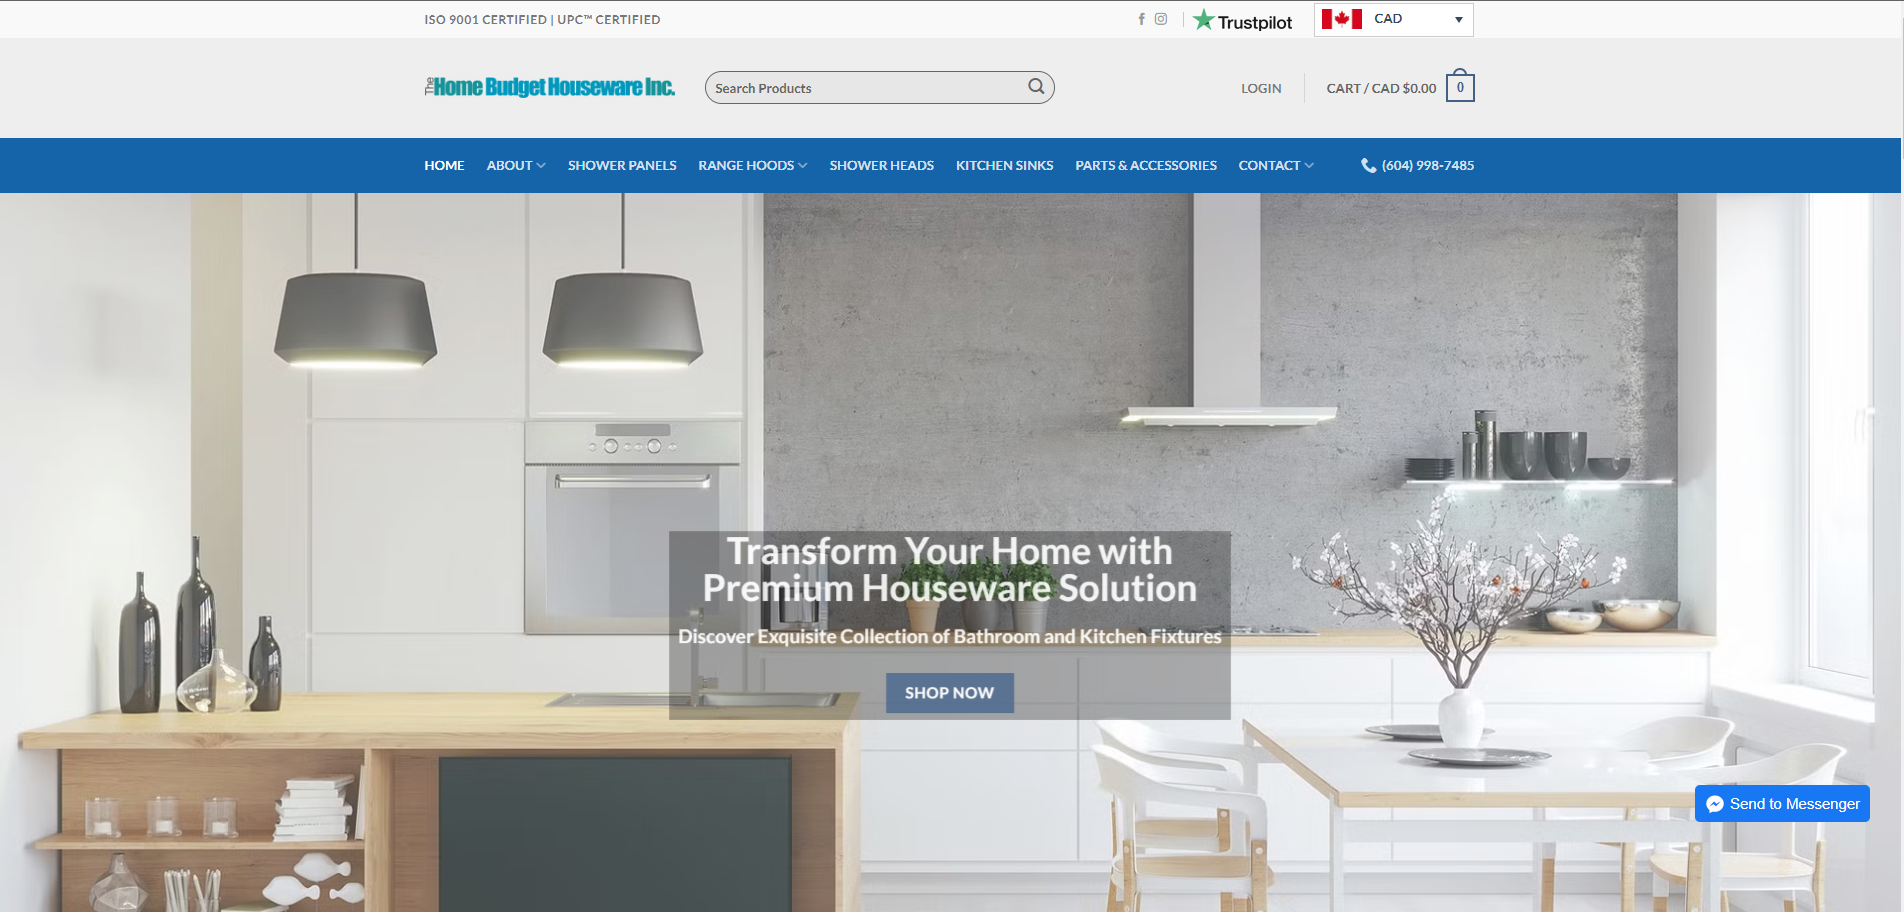 ISO 9001 CERTIFIED | UPC™ CERTIFIED
Trustpilot
CAD
The Home Budget Houseware Inc.
Search Products
LOGIN
CART / CAD $0.00
0
HOME
ABOUT
SHOWER PANELS
RANGE HOODS
SHOWER HEADS
KITCHEN SINKS
PARTS & ACCESSORIES
CONTACT
(604) 998-7485
Transform Your Home with
Premium Houseware Solution
Discover Exquisite Collection of Bathroom and Kitchen Fixtures
SHOP NOW
Send to Messenger